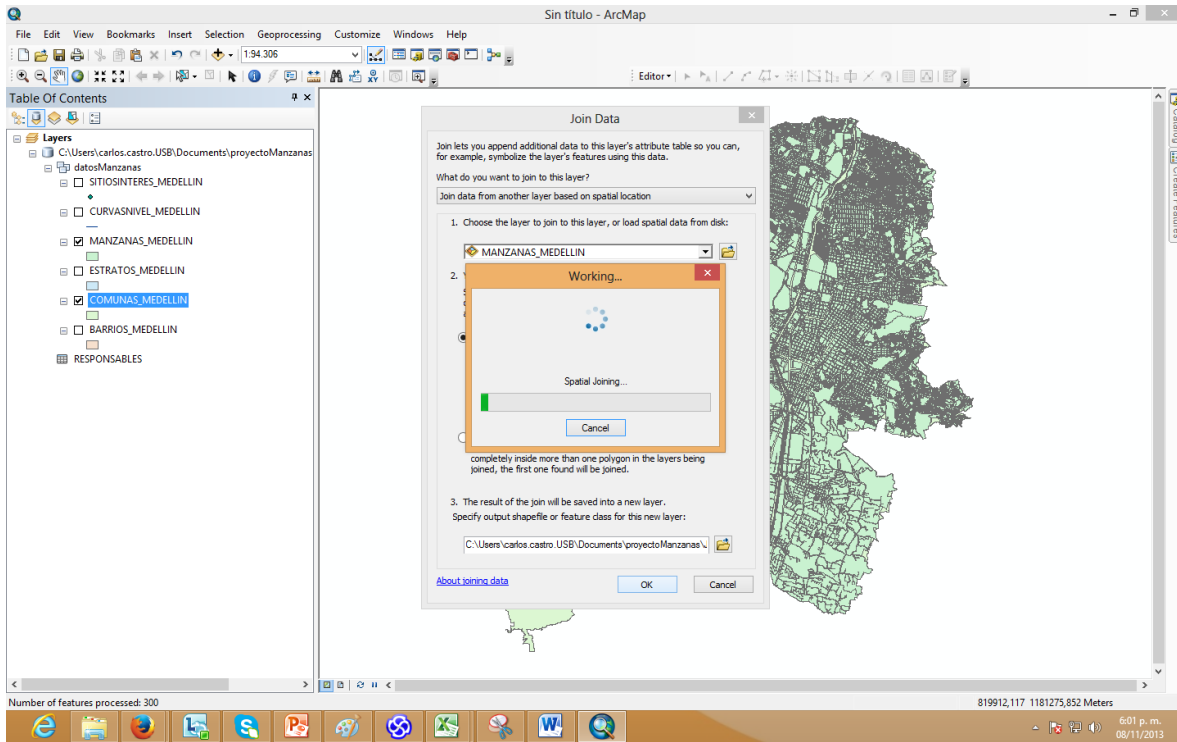 Sin título - ArcMap
File Edit View Bookmarks Insert Selection Geoprocessing Customize Windows Help
1:94.306
Editor
Table Of Contents
Layers
C:\Users\carlos.castro.USB\Documents\proyectoManzanas
datosManzanas
SITIOSINTERES_MEDELLIN
CURVASNIVEL_MEDELLIN
MANZANAS_MEDELLIN
ESTRATOS_MEDELLIN
COMUNAS_MEDELLIN
BARRIOS_MEDELLIN
RESPONSABLES
Join Data
Join lets you append additional data to this layer's attribute table so you can,
for example, symbolize the layer's features using this data.
What do you want to join to this layer?
Join data from another layer based on spatial location
1. Choose the layer to join to this layer, or load spatial data from disk:
MANZANAS_MEDELLIN
2.
Working...
Spatial Joining...
Cancel
completely inside more than one polygon in the layers being
joined, the first one found will be joined.
3. The result of the join will be saved into a new layer.
Specify output shapefile or feature class for this new layer:
C:\Users\carlos.castro.USB\Documents\proyectoManzanas\
About joining data
OK
Cancel
Catalog
Create Features
Number of features processed: 300
819912,117 1181275,852 Meters
6:01 p. m.
08/11/2013